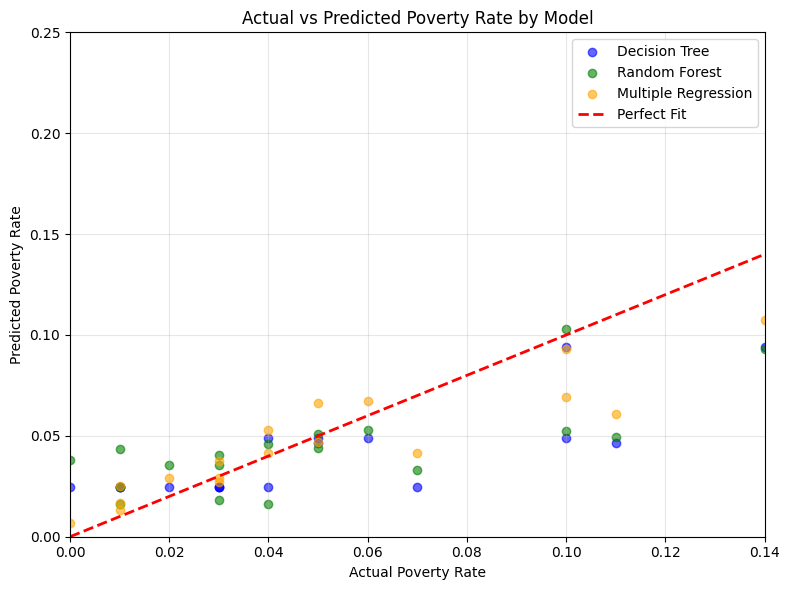 Actual vs Predicted Poverty Rate by Model
Decision Tree
Random Forest
Multiple Regression
Perfect Fit
Predicted Poverty Rate
0.25
0.20
0.15
0.10
0.05
0.00
0.00 0.02 0.04 0.06 0.08 0.10 0.12 0.14
Actual Poverty Rate